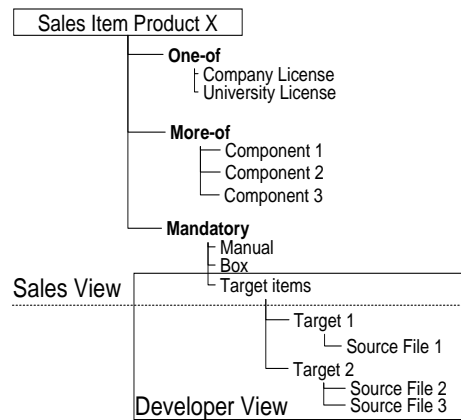 Sales Item Product X
One-of
Company License
University License
More-of
Component 1
Component 2
Component 3
Mandatory
Manual
Box
Target items
Sales View
Target 1
Source File 1
Target 2
Source File 2
Source File 3
Developer View